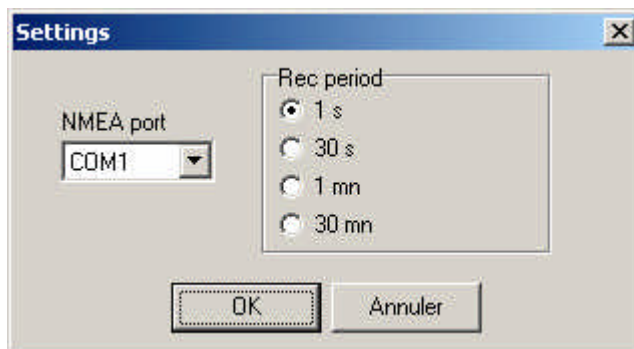 Settings
NMEA port
COM1
Rec period
1 s
30 s
1 mn
30 mn
OK
Annuler